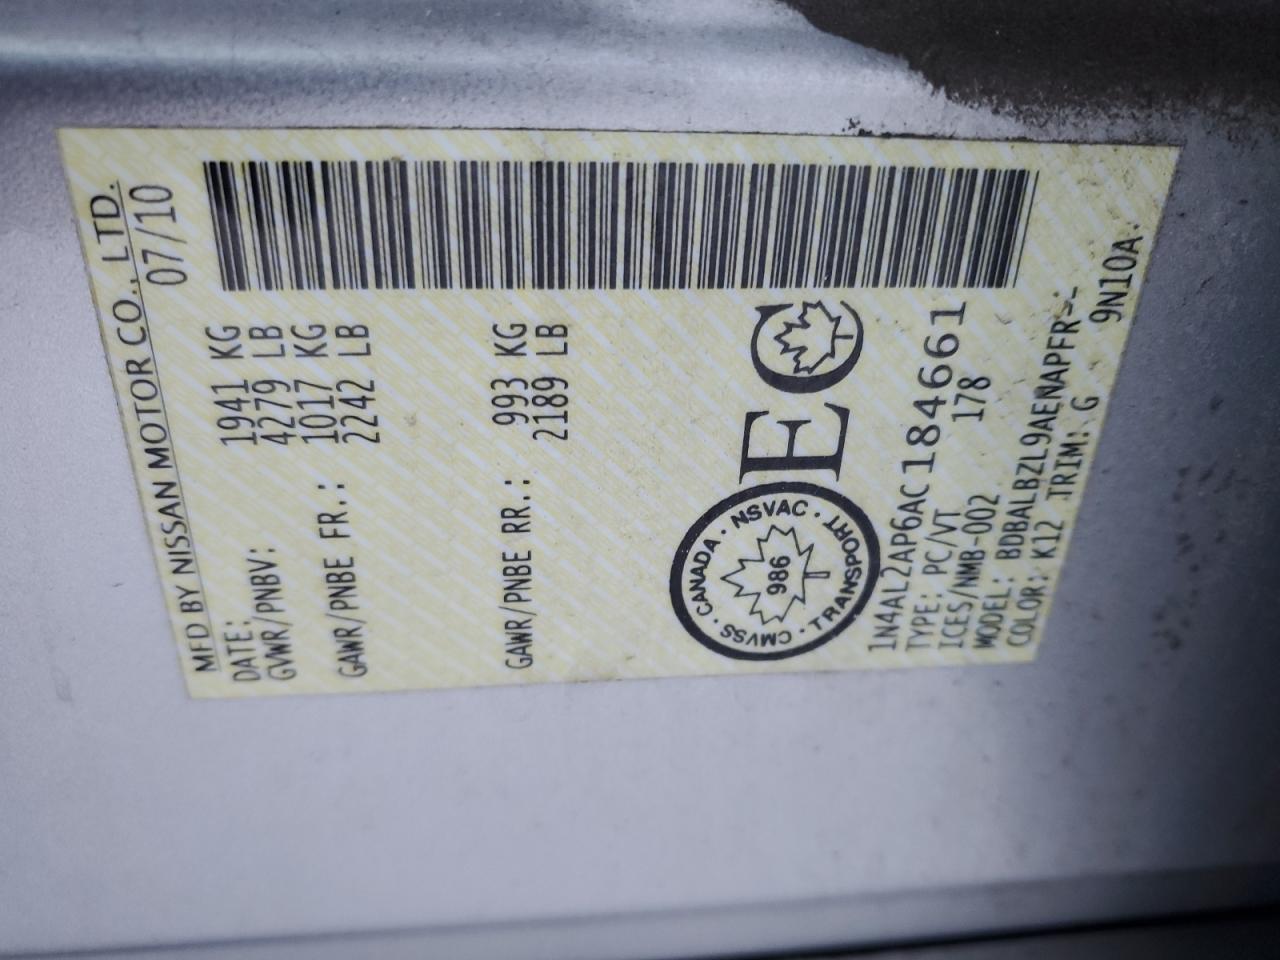 MFD BY NISSAN MOTOR CO., LTD.
DATE: 07/10
GVWR/PNBV: 1941 KG
4279 LB
GAWR/PNBE FR.: 1017 KG
2242 LB
GAWR/PNBE RR.: 993 KG
2189 LB
EC
· CANADA · NSVAC · TRANSPORT · CMVSS
986
1N4AL2AP6AC184661
TYPE: PC/VT 178
ICES/NMB-002
MODEL: BDBALBZL9AENAPFR--
COLOR: K12 TRIM: G 9N10A